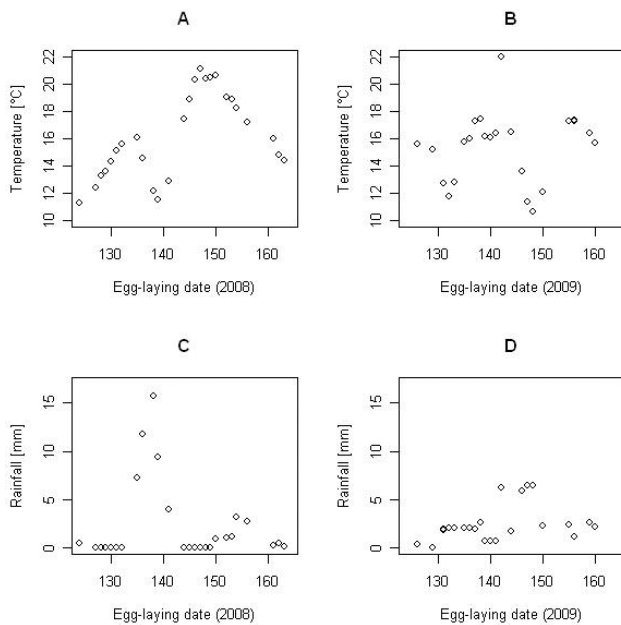 A
B
Temperature [°C]
10 12 14 16 18 20 22
130 140 150 160
Egg-laying date (2008)
Temperature [°C]
10 12 14 16 18 20 22
130 140 150 160
Egg-laying date (2009)
C
D
Rainfall [mm]
0 5 10 15
130 140 150 160
Egg-laying date (2008)
Rainfall [mm]
0 5 10 15
130 140 150 160
Egg-laying date (2009)